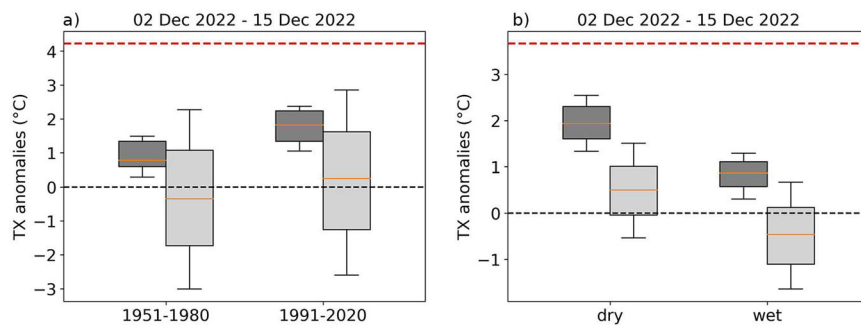 a) 02 Dec 2022 - 15 Dec 2022
TX anomalies (°C)
4
3
2
1
0
−1
−2
−3
1951-1980 1991-2020
b) 02 Dec 2022 - 15 Dec 2022
TX anomalies (°C)
3
2
1
0
−1
dry wet